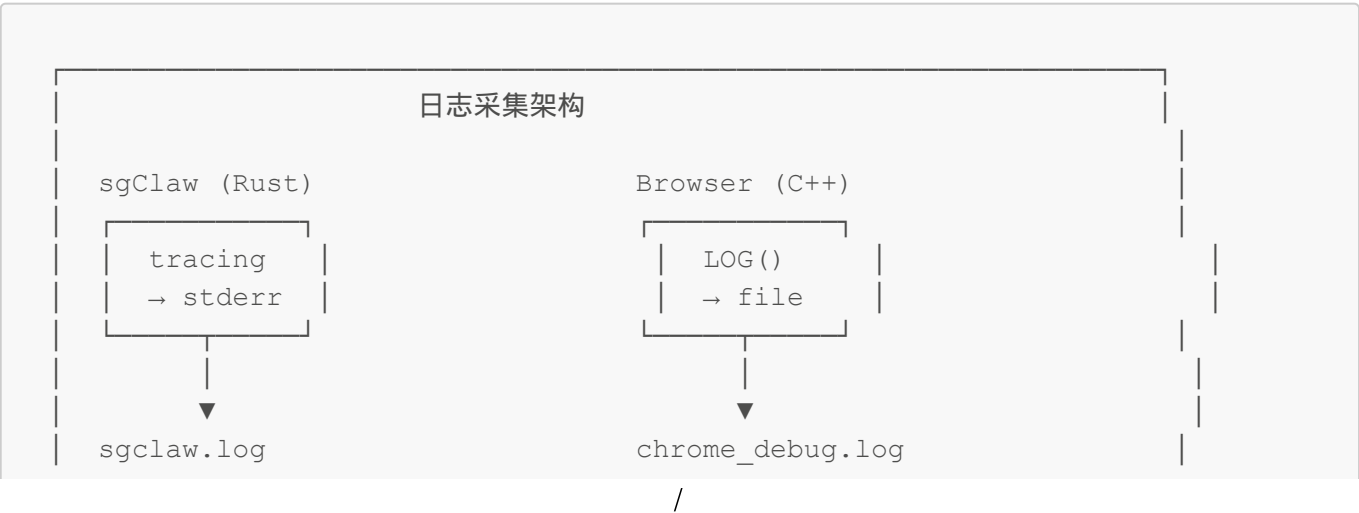 日志采集架构
sgClaw (Rust) Browser (C++)
tracing LOG()
→ stderr → file
▼ ▼
sgclaw.log chrome_debug.log
/